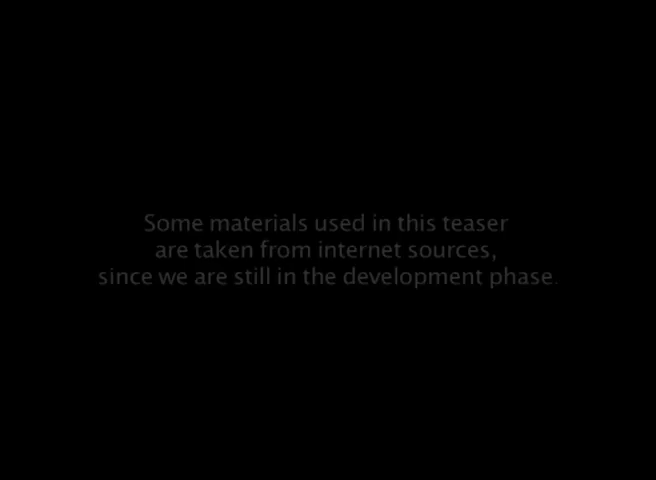 Some materials used in this teaser
are taken from internet sources,
since we are still in the development phase.